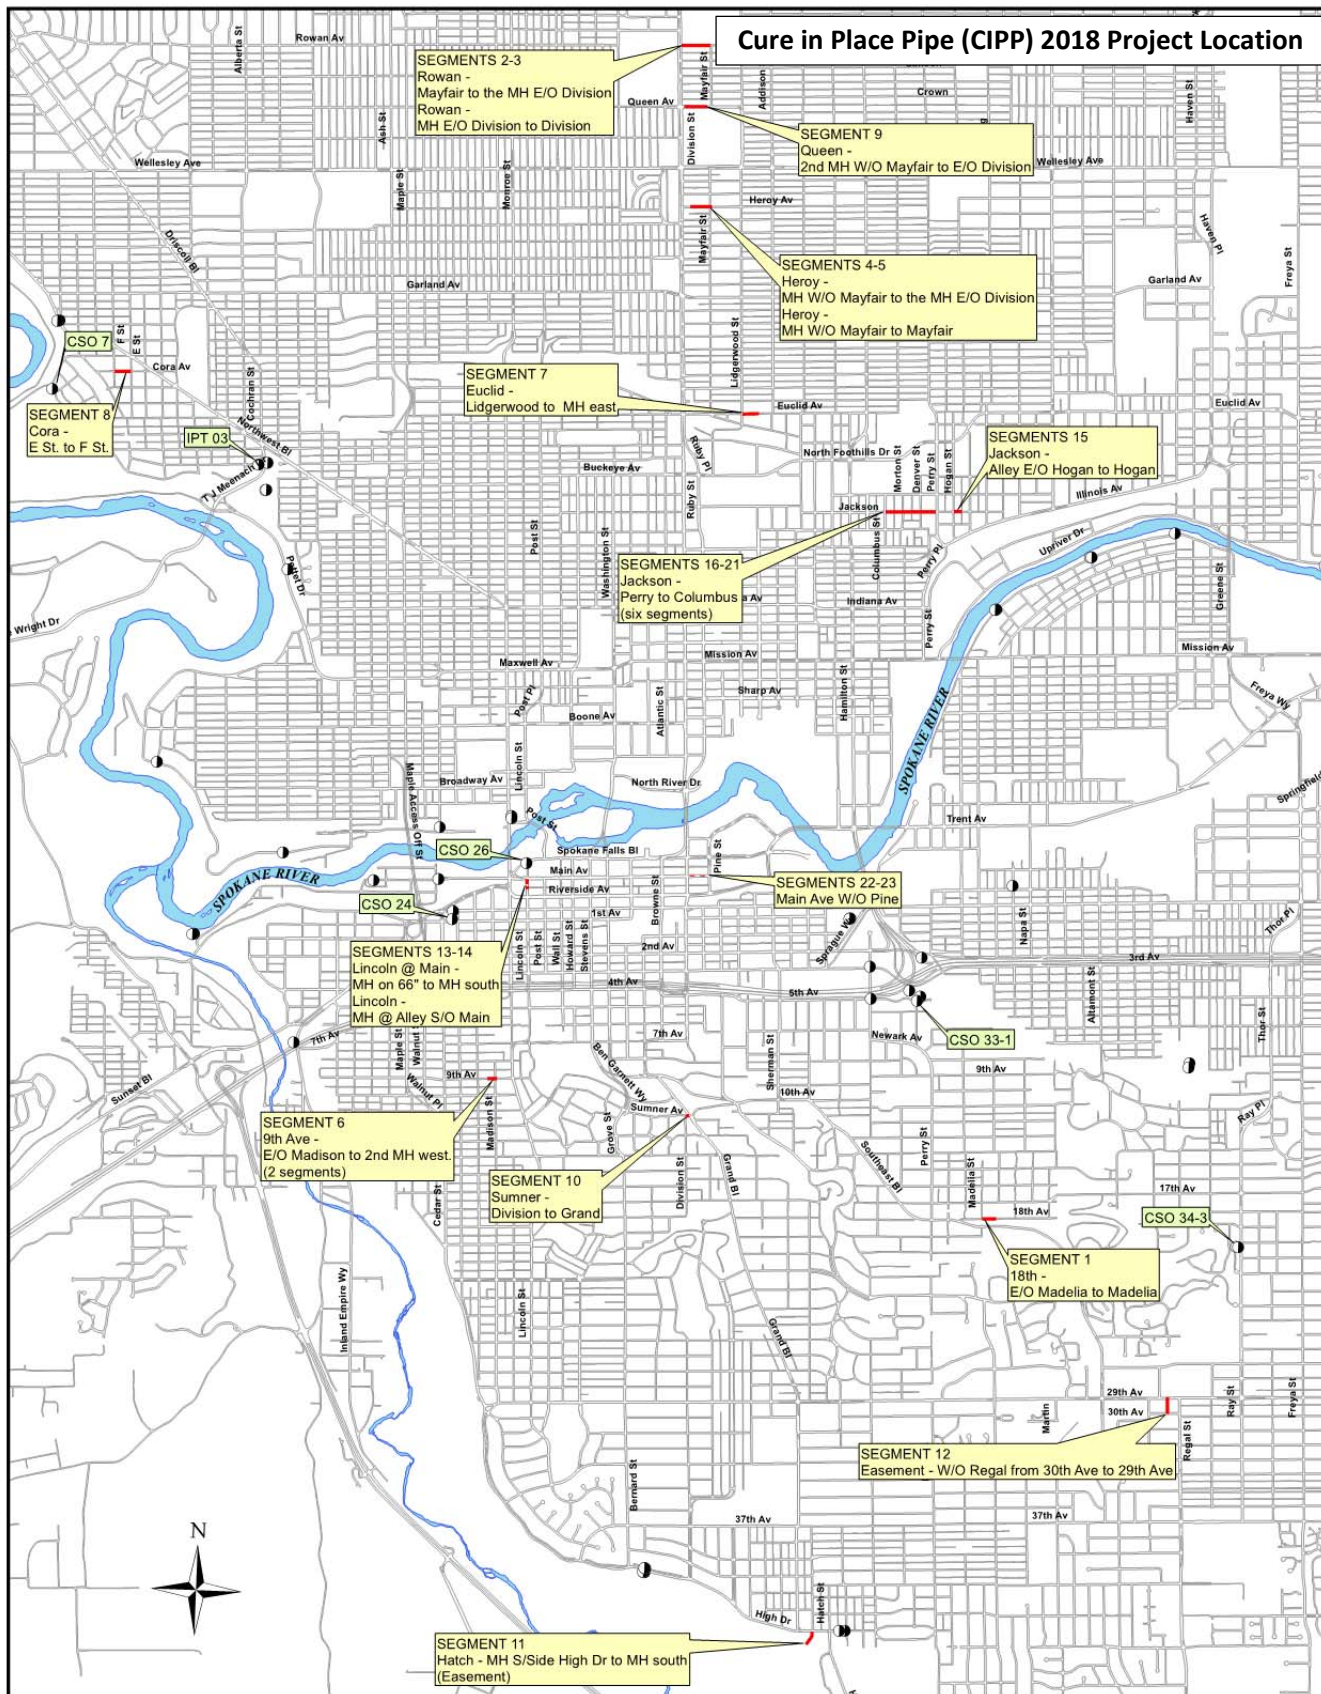 Cure in Place Pipe (CIPP) 2018 Project Location
Rowan Av
Alberta St
SEGMENTS 2-3
Rowan -
Mayfair to the MH E/O Division
Rowan -
MH E/O Division to Division
Mayfair St
Addison
Crown
Haven St
Queen Av
Ash St
Division St
SEGMENT 9
Queen -
2nd MH W/O Mayfair to E/O Division
Wellesley Ave
Wellesley Ave
Maple St
Monroe St
Heroy Av
Mayfair St
Driscoll Bl
Haven Pl
Freya St
SEGMENTS 4-5
Heroy -
MH W/O Mayfair to the MH E/O Division
Heroy -
MH W/O Mayfair to Mayfair
Garland Av
Garland Av
CSO 7
F St
E St
Cora Av
Lidgerwood St
SEGMENT 7
Euclid -
Lidgerwood to MH east
Euclid Av
Euclid Av
Cochran St
Northwest Bl
SEGMENT 8
Cora -
E St. to F St.
IPT 03
T J Meenach Dr
Buckeye Av
Ruby Pl
Ruby St
North Foothills Dr
Morton St
Denver St
Perry St
Hogan St
SEGMENTS 15
Jackson -
Alley E/O Hogan to Hogan
Illinois Av
Jackson
Columbus St
Perry Pl
Upriver Dr
Post St
Washington St
Pettet Dr
SEGMENTS 16-21
Jackson -
Perry to Columbus
(six segments)
a Av
Indiana Av
Greene St
Perry St
e Wright Dr
Maxwell Av
Mission Av
Mission Av
Sharp Av
Post Pl
Boone Av
Atlantic St
Hamilton St
Freya Wy
SPOKANE RIVER
Broadway Av
Lincoln St
North River Dr
Maple Access Off St
Springfield
Post St
Trent Av
CSO 26
Spokane Falls Bl
Pine St
Main Av
SPOKANE RIVER
Riverside Av
SEGMENTS 22-23
Main Ave W/O Pine
CSO 24
1st Av
Browne St
Napa St
Thor Pl
SEGMENTS 13-14
Lincoln @ Main -
MH on 66" to MH south
Lincoln -
MH @ Alley S/O Main
Lincoln St
Post St
Wall St
Howard St
Stevens St
2nd Av
Sprague W
3rd Av
4th Av
5th Av
Altamont St
Thor St
7th Av
Maple St
Walnut S
7th Av
Newark Av
CSO 33-1
Sunset Bl
9th Av
Walnut Pl
Ben Garnett Wy
Sherman St
9th Av
10th Av
Madison St
Sumner Av
Grove St
Ray Pl
SEGMENT 6
9th Ave -
E/O Madison to 2nd MH west.
(2 segments)
Southeast Bl
Perry St
Madelia St
Cedar St
SEGMENT 10
Sumner -
Division to Grand
Division St
Grand Bl
17th Av
18th Av
CSO 34-3
SEGMENT 1
18th -
E/O Madelia to Madelia
Inland Empire Wy
Lincoln St
Grand Bl
29th Av
30th Av
Martin
Regal St
Ray St
Freya St
SEGMENT 12
Easement - W/O Regal from 30th Ave to 29th Ave
Bernard St
37th Av
37th Av
N
High Dr
Hatch St
SEGMENT 11
Hatch - MH S/Side High Dr to MH south
(Easement)